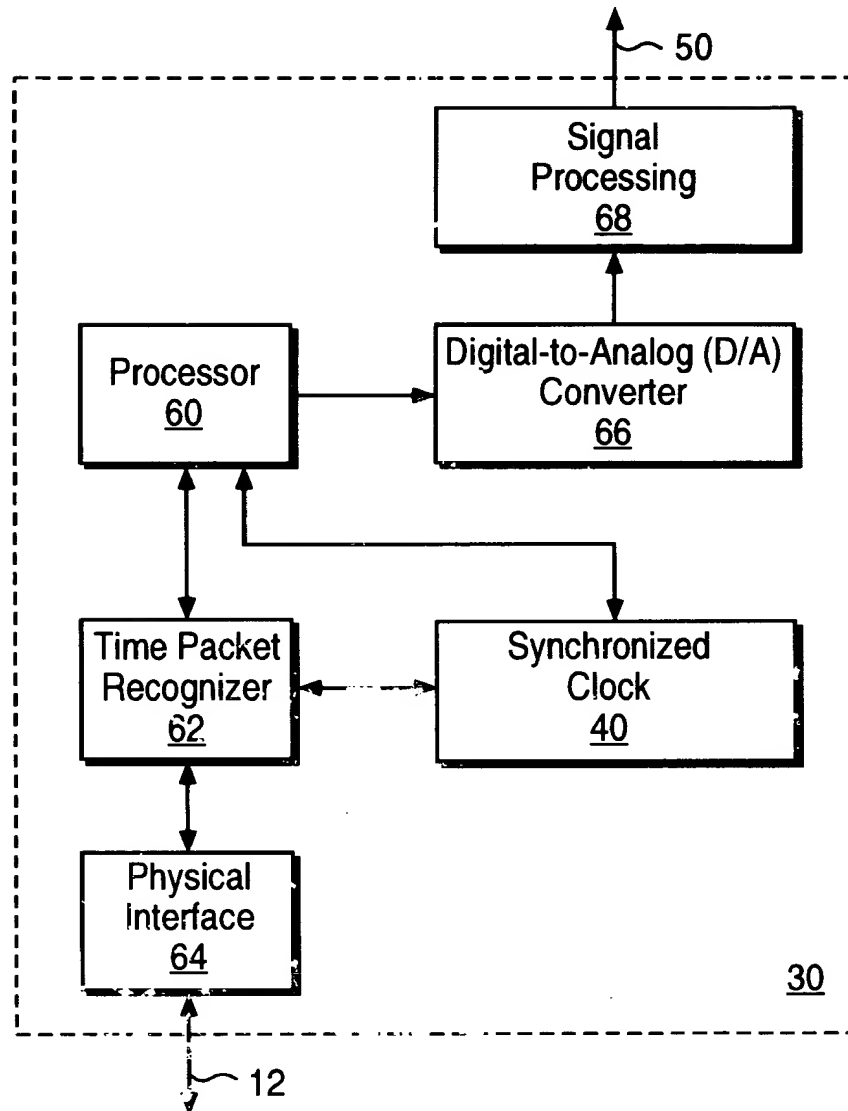 50
Signal
Processing
68
Processor
60
Digital-to-Analog (D/A)
Converter
66
Time Packet
Recognizer
62
Synchronized
Clock
40
Physical
Interface
64
30
12